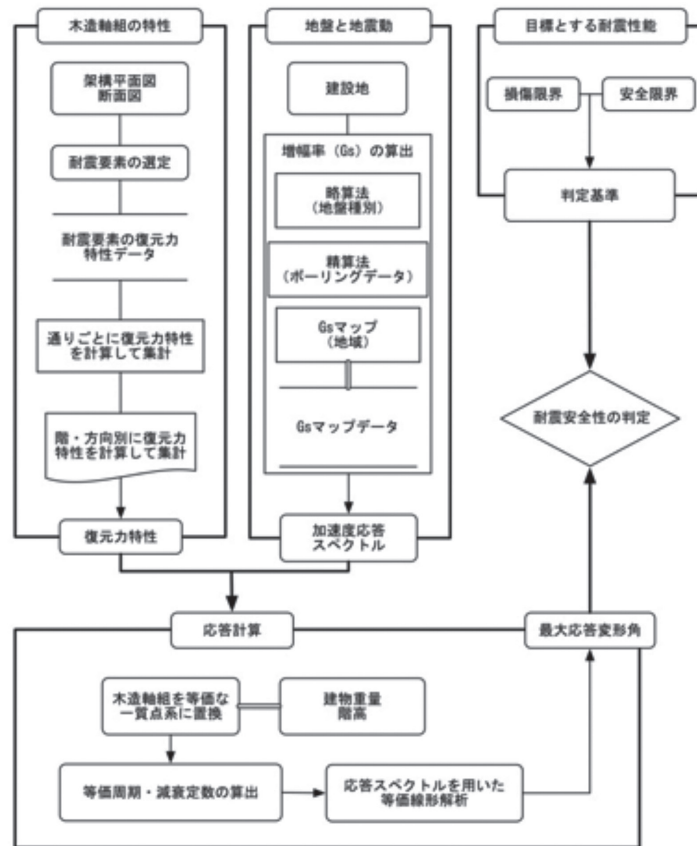 木造軸組の特性
架構平面図
断面図
耐震要素の選定
耐震要素の復元力
特性データ
通りごとに復元力特性
を計算して集計
階・方向別に復元力
特性を計算して集計
復元力特性
地盤と地震動
建設地
増幅率（Gs）の算出
略算法
（地盤種別）
精算法
（ボーリングデータ）
Gsマップ
（地域）
Gsマップデータ
加速度応答
スペクトル
目標とする耐震性能
損傷限界
安全限界
判定基準
耐震安全性の判定
応答計算
最大応答変形角
木造軸組を等価な
一質点系に置換
建物重量
階高
等価周期・減衰定数の算出
応答スペクトルを用いた
等価線形解析